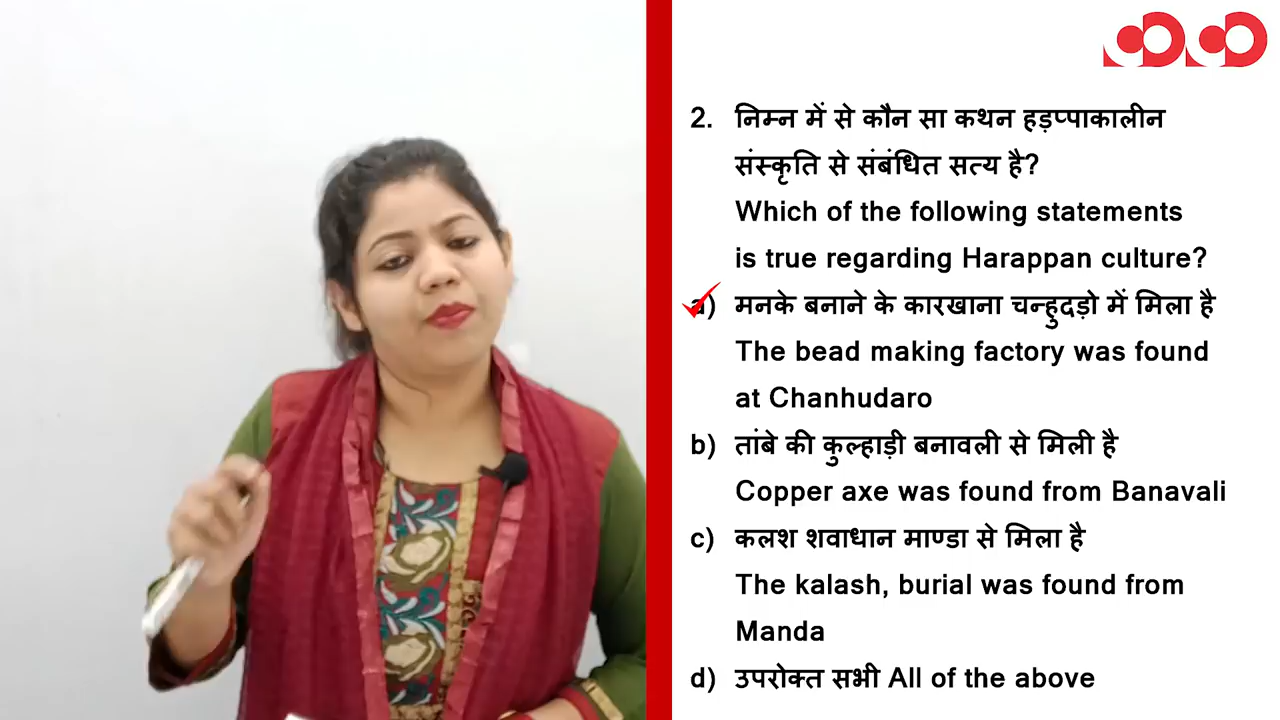 2. निम्न में से कौन सा कथन हड़प्पाकालीन
संस्कृति से संबंधित सत्य है?
Which of the following statements
is true regarding Harappan culture?
a) मनके बनाने के कारखाना चन्हुदड़ो में मिला है
The bead making factory was found
at Chanhudaro
b) तांबे की कुल्हाड़ी बनावली से मिली है
Copper axe was found from Banavali
c) कलश शवाधान माण्डा से मिला है
The kalash, burial was found from
Manda
d) उपरोक्त सभी All of the above